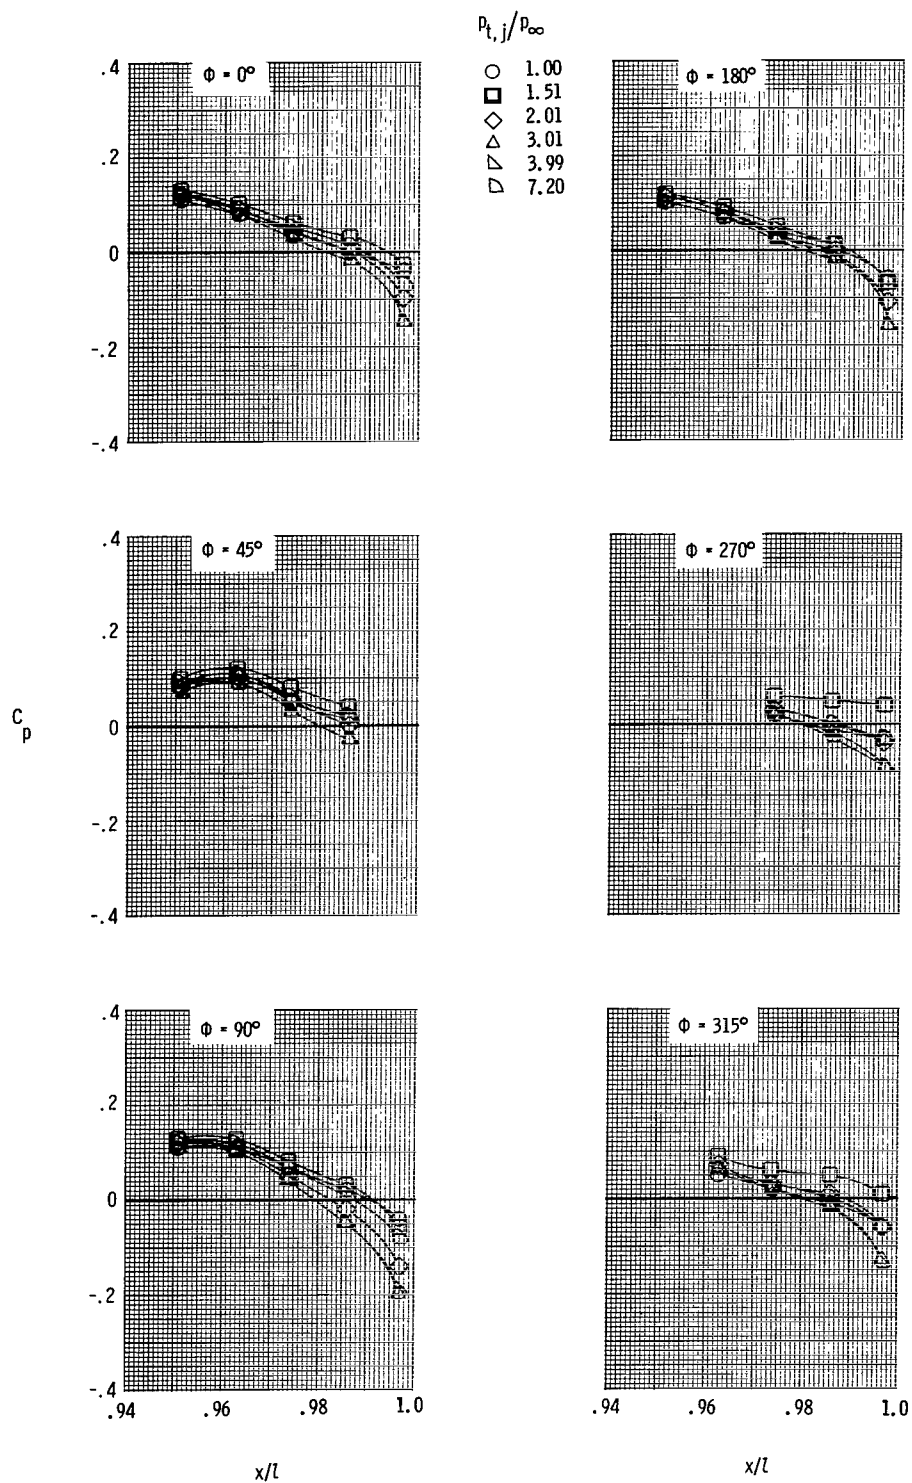 p_t,j/p_∞
1.00
1.51
2.01
3.01
3.99
7.20
Φ = 0°
.4
.2
0
-.2
-.4
Φ = 180°
Φ = 45°
.4
.2
0
-.2
-.4
C_p
Φ = 270°
Φ = 90°
.4
.2
0
-.2
-.4
.94
.96
.98
1.0
x/l
Φ = 315°
.94
.96
.98
1.0
x/l